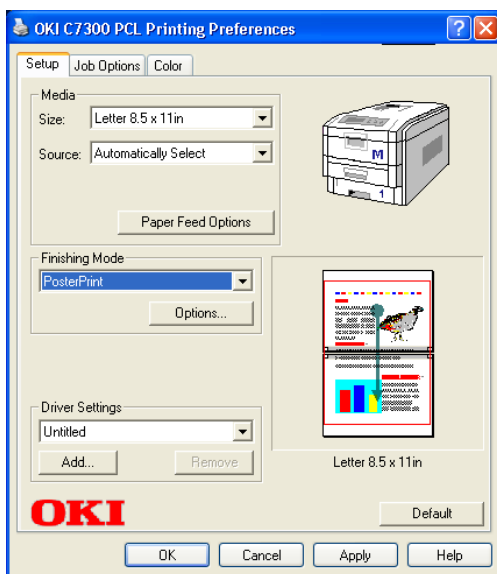 OKI C7300 PCL Printing Preferences
Setup Job Options Color
Media
Size: Letter 8.5 x 11in
Source: Automatically Select
M
1
Paper Feed Options
Finishing Mode
PosterPrint
Options...
Driver Settings
Untitled
Add... Remove
Letter 8.5 x 11in
OKI
Default
OK Cancel Apply Help